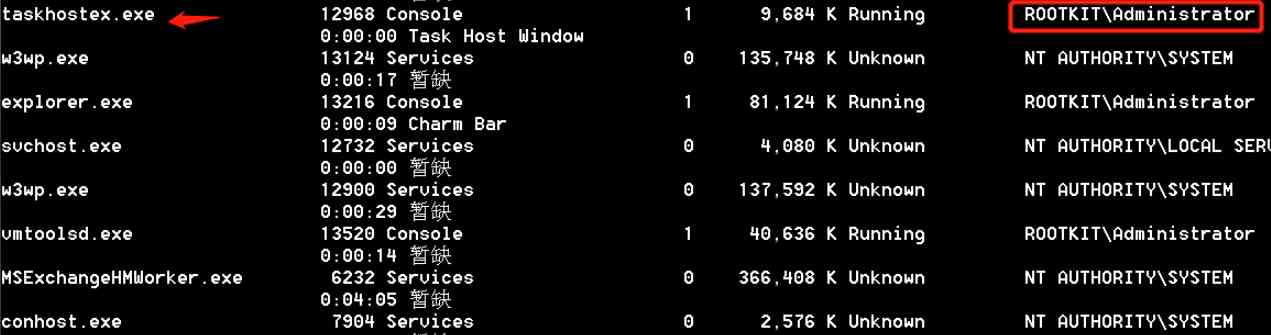 taskhostex.exe 12968 Console 1 9,684 K Running ROOTKIT\Administrator
0:00:00 Task Host Window
w3wp.exe 13124 Services 0 135,748 K Unknown NT AUTHORITY\SYSTEM
0:00:17 暂缺
explorer.exe 13216 Console 1 81,124 K Running ROOTKIT\Administrator
0:00:09 Charm Bar
svchost.exe 12732 Services 0 4,080 K Unknown NT AUTHORITY\LOCAL SERV
0:00:00 暂缺
w3wp.exe 12900 Services 0 137,592 K Unknown NT AUTHORITY\SYSTEM
0:00:29 暂缺
vmtoolsd.exe 13520 Console 1 40,636 K Running ROOTKIT\Administrator
0:00:14 暂缺
MSExchangeHMWorker.exe 6232 Services 0 366,408 K Unknown NT AUTHORITY\SYSTEM
0:04:05 暂缺
conhost.exe 7904 Services 0 2,576 K Unknown NT AUTHORITY\SYSTEM